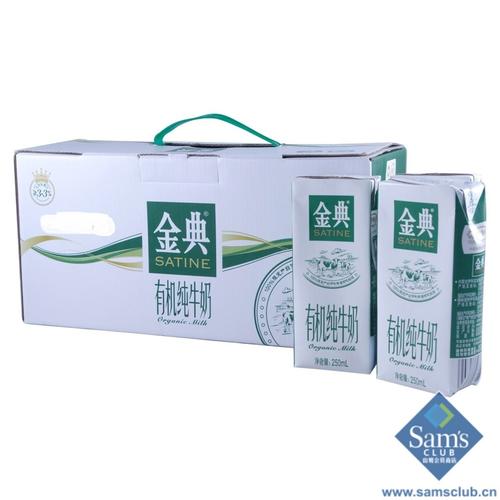 ≥3.3%
金典®
SATINE
有机纯牛奶
Organic Milk
金典®
SATINE
有机纯牛奶
Organic Milk
净含量:250mL
金典®
SATINE
有机纯牛奶
Organic Milk
净含量:250mL
Sam's
CLUB
山姆会员商店
www.samsclub.cn